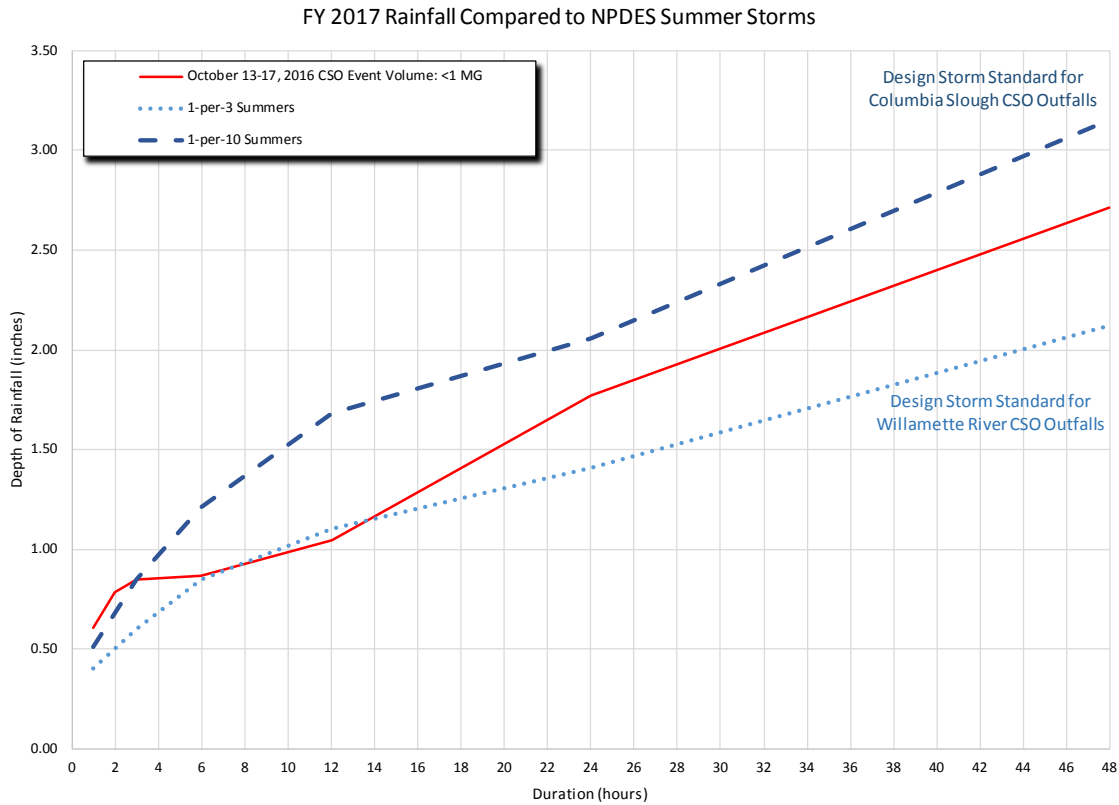 FY 2017 Rainfall Compared to NPDES Summer Storms
3.50
3.00
2.50
2.00
1.50
1.00
0.50
0.00
Depth of Rainfall (inches)
October 13-17, 2016 CSO Event Volume: <1 MG
1-per-3 Summers
1-per-10 Summers
Design Storm Standard for
Columbia Slough CSO Outfalls
Design Storm Standard for
Willamette River CSO Outfalls
0 2 4 6 8 10 12 14 16 18 20 22 24 26 28 30 32 34 36 38 40 42 44 46 48
Duration (hours)